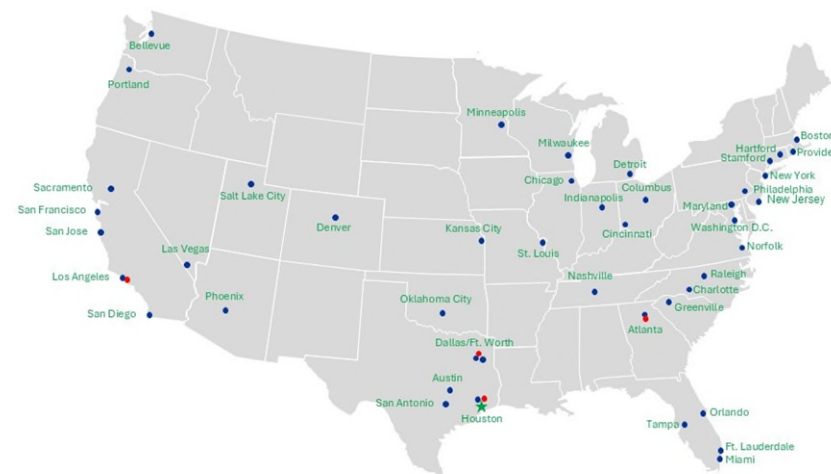 Bellevue
Portland
Minneapolis
Milwaukee
Boston
Hartford
Provide
Stamford
Detroit
New York
Sacramento
Salt Lake City
Chicago
Columbus
Philadelphia
Indianapolis
New Jersey
San Francisco
Maryland
Denver
Kansas City
Washington D.C.
San Jose
Cincinnati
Las Vegas
St. Louis
Norfolk
Los Angeles
Nashville
Raleigh
Phoenix
Oklahoma City
Charlotte
San Diego
Greenville
Atlanta
Dallas/Ft. Worth
Austin
San Antonio
Orlando
Houston
Tampa
Ft. Lauderdale
Miami